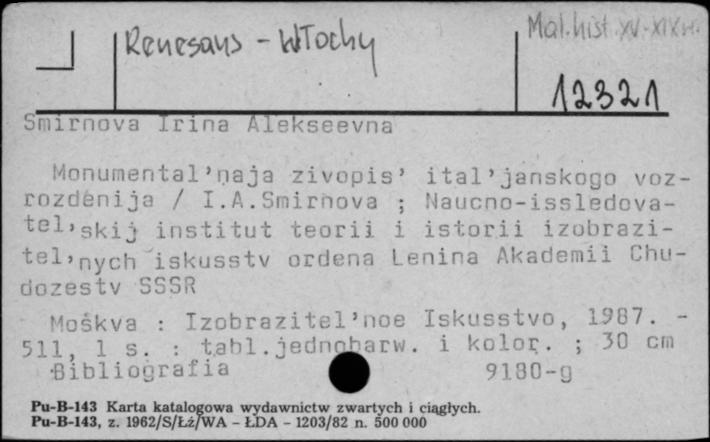 Renesans - Włochy
Mal. hist. XV-XIX w.
12321
Smirnova Irina Alekseevna
Monumental'naja zivopis' ital'janskogo voz-
rozdenija / I.A.Smirnova ; Naucno-issledova-
tel'skij institut teorii i istorii izobrazi-
tel'nych iskusstv ordena Lenina Akademii Chu-
dozestv SSSR
Moskva : Izobrazitel'noe Iskusstvo, 1987. -
511, 1 s. : tabl.jednobarw. i kolor. ; 30 cm
Bibliografia
9180-g
Pu-B-143 Karta katalogowa wydawnictw zwartych i ciągłych.
Pu-B-143, z. 1962/S/Łź/WA - ŁDA - 1203/82 n. 500 000